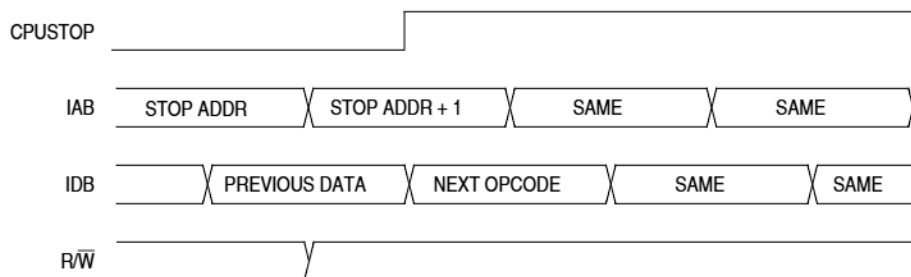 CPUSTOP
IAB STOP ADDR STOP ADDR + 1 SAME SAME
IDB PREVIOUS DATA NEXT OPCODE SAME SAME
R/W̅